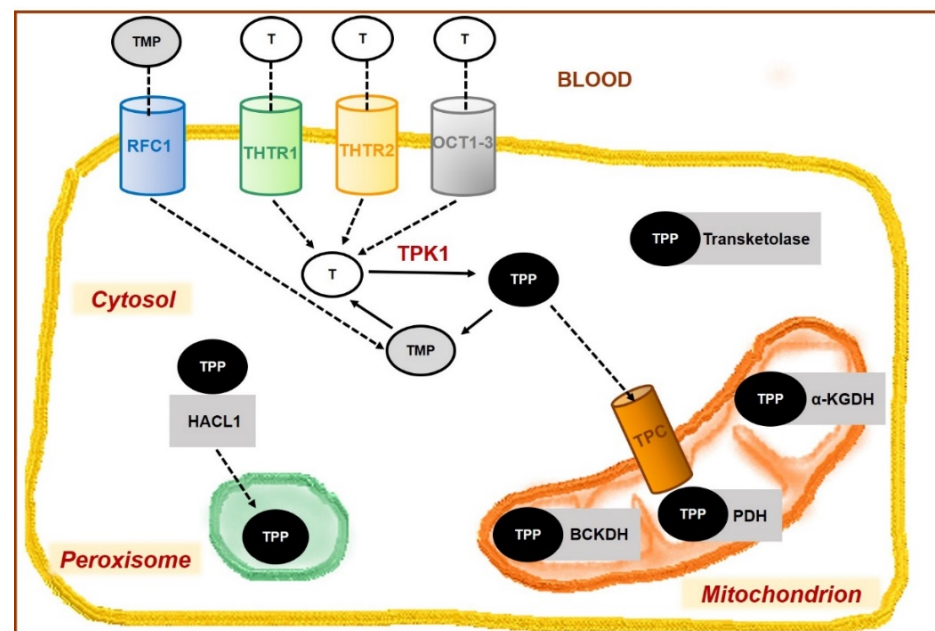 TMP
T
T
T
BLOOD
RFC1
THTR1
THTR2
OCT1-3
TPP
Transketolase
TPK1
T
TPP
Cytosol
TMP
TPP
HACL1
TPP
α-KGDH
TPC
TPP
PDH
TPP
BCKDH
TPP
Peroxisome
Mitochondrion